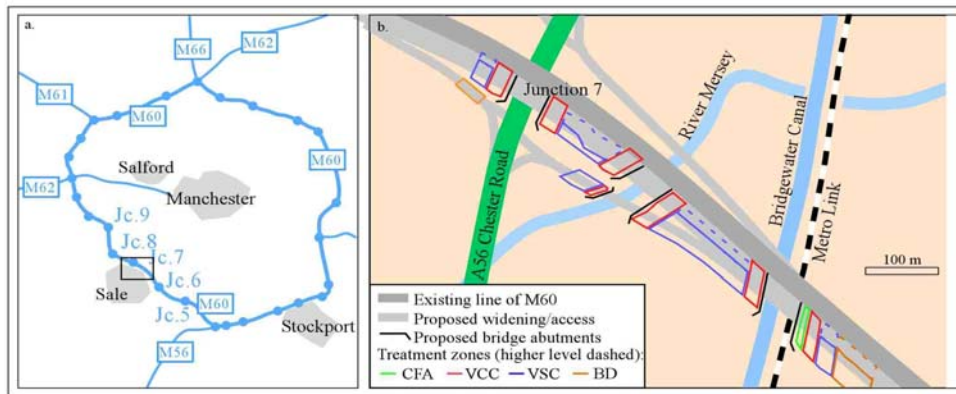 a.
M66
M62
M61
M60
Salford
M60
M62
Manchester
Jc.9
Jc.8
Jc.7
Jc.6
Sale
Jc.5
M60
Stockport
M56
b.
Junction 7
River Mersey
A56 Chester Road
Bridgewater Canal
Metro Link
100 m
Existing line of M60
Proposed widening/access
Proposed bridge abutments
Treatment zones (higher level dashed):
CFA VCC VSC BD